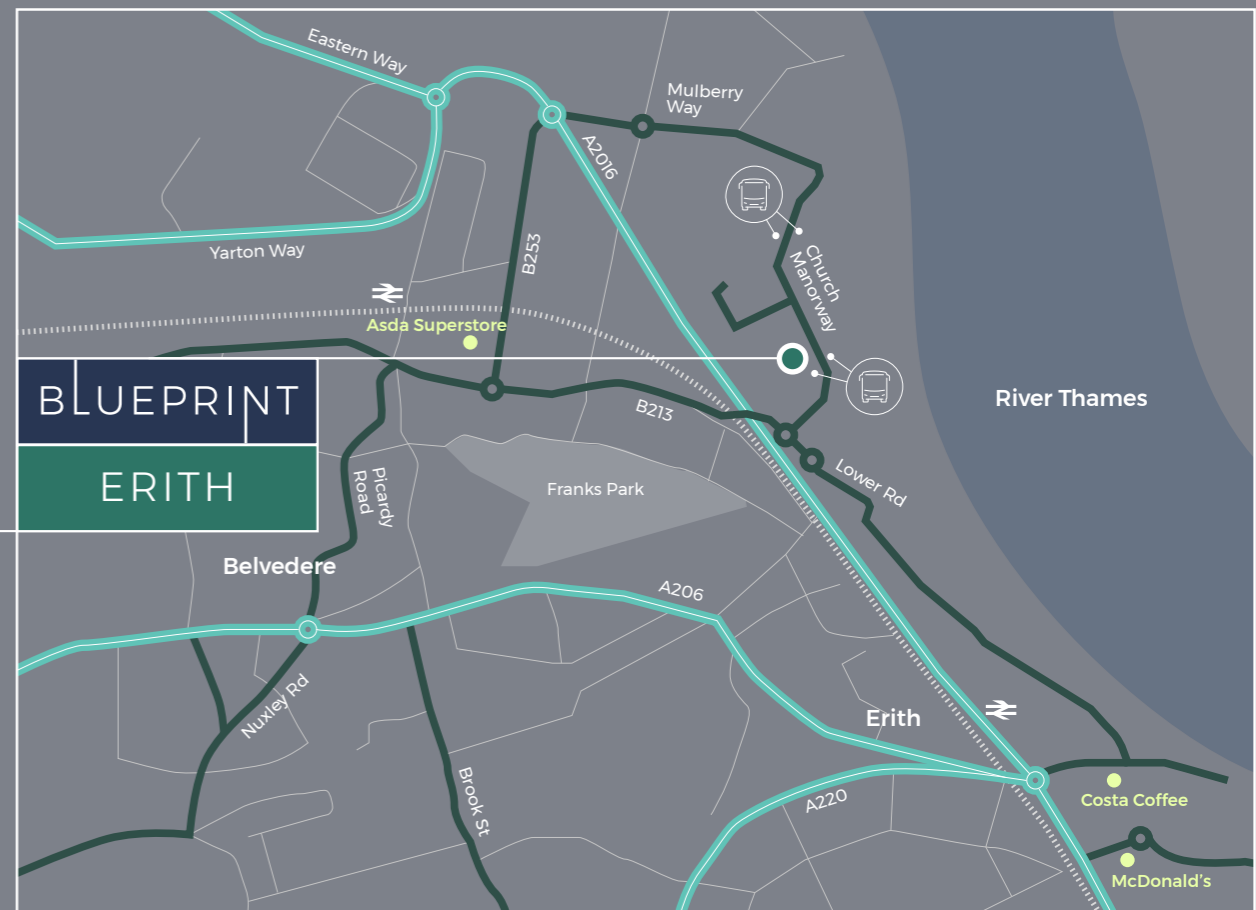 Eastern Way
Mulberry
Way
A2016
Yarton Way
B253
Church
Manorway
Asda Superstore
BLUEPRINT
ERITH
B213
River Thames
Lower Rd
Picardy
Road
Franks Park
Belvedere
A206
Nuxley Rd
Erith
Brook St
A220
Costa Coffee
McDonald's